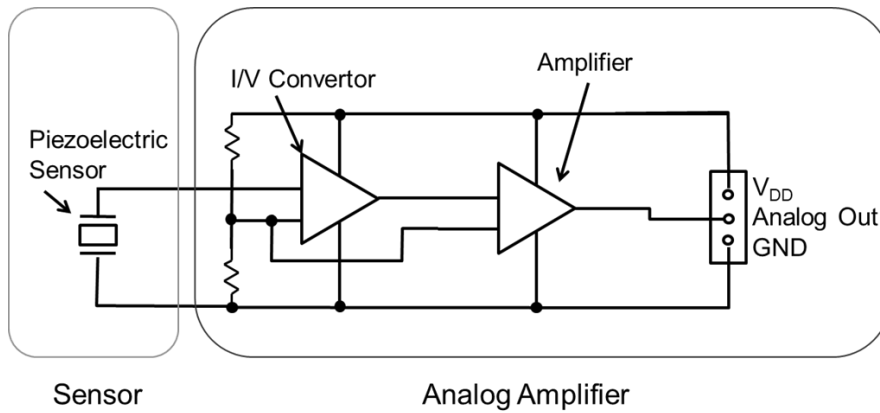 I/V Convertor
Amplifier
Piezoelectric
Sensor
VDD
Analog Out
GND
Sensor
Analog Amplifier